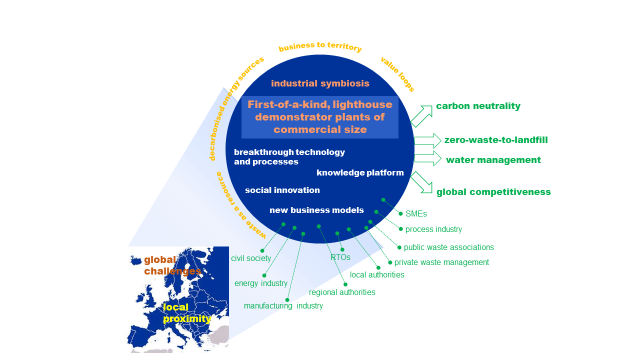 business to territory
decarbonised energy sources
value loops
waste as a resource
industrial symbiosis
First-of-a-kind, lighthouse
demonstrator plants of
commercial size
breakthrough technology
and processes
knowledge platform
social innovation
new business models
carbon neutrality
zero-waste-to-landfill
water management
global competitiveness
SMEs
process industry
public waste associations
private waste management
local authorities
RTOs
regional authorities
civil society
energy industry
manufacturing industry
global
challenges
local
proximity